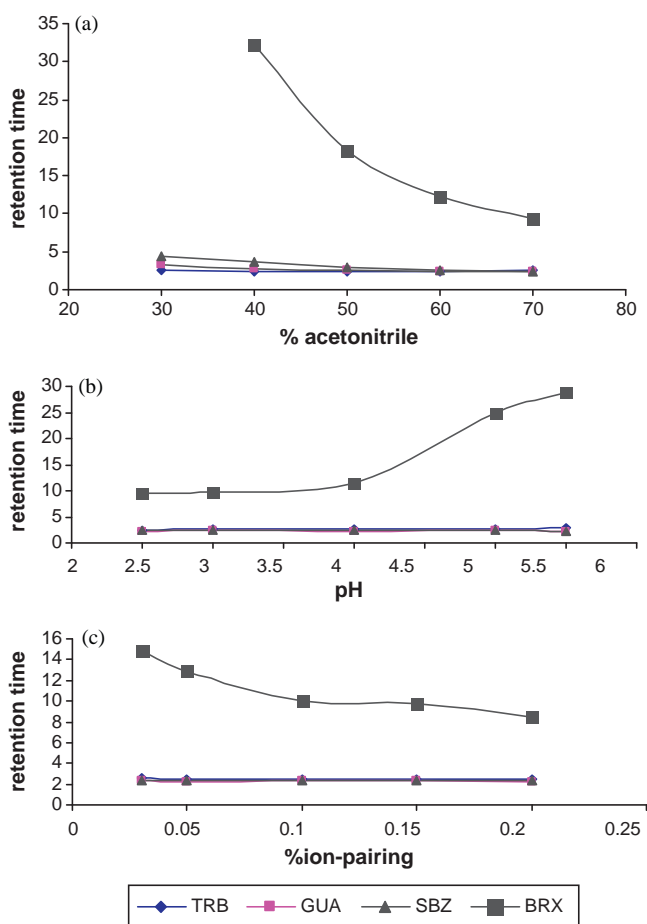 (a)
retention time
35
30
25
20
15
10
5
0
20 30 40 50 60 70 80
% acetonitrile
(b)
retention time
30
25
20
15
10
5
0
2 2.5 3 3.5 4 4.5 5 5.5 6
pH
(c)
retention time
16
14
12
10
8
6
4
2
0
0 0.05 0.1 0.15 0.2 0.25
%ion-pairing
TRB GUA SBZ BRX